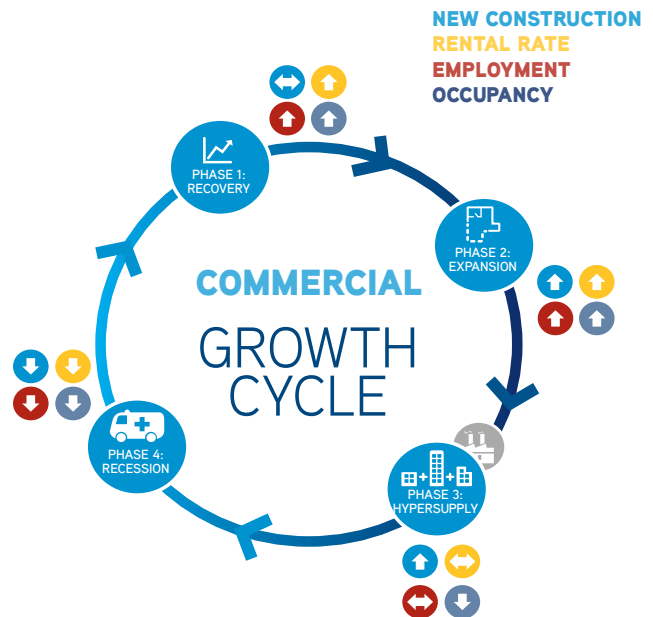 NEW CONSTRUCTION
RENTAL RATE
EMPLOYMENT
OCCUPANCY
PHASE 1:
RECOVERY
PHASE 2:
EXPANSION
COMMERCIAL
GROWTH
CYCLE
PHASE 4:
RECESSION
PHASE 3:
HYPERSUPPLY